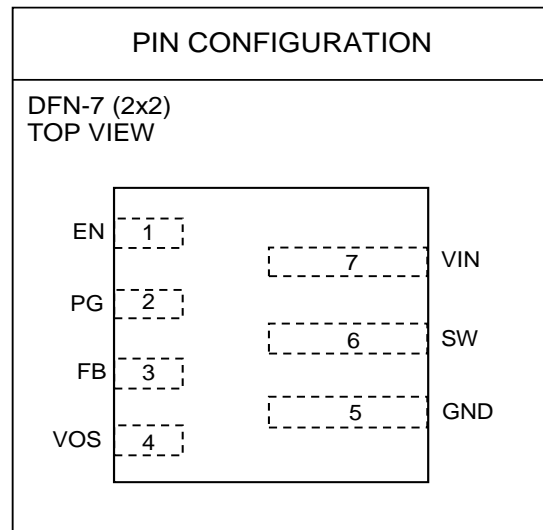 PIN CONFIGURATION
DFN-7 (2x2)
TOP VIEW
EN 1
7 VIN
PG 2
6 SW
FB 3
5 GND
VOS 4